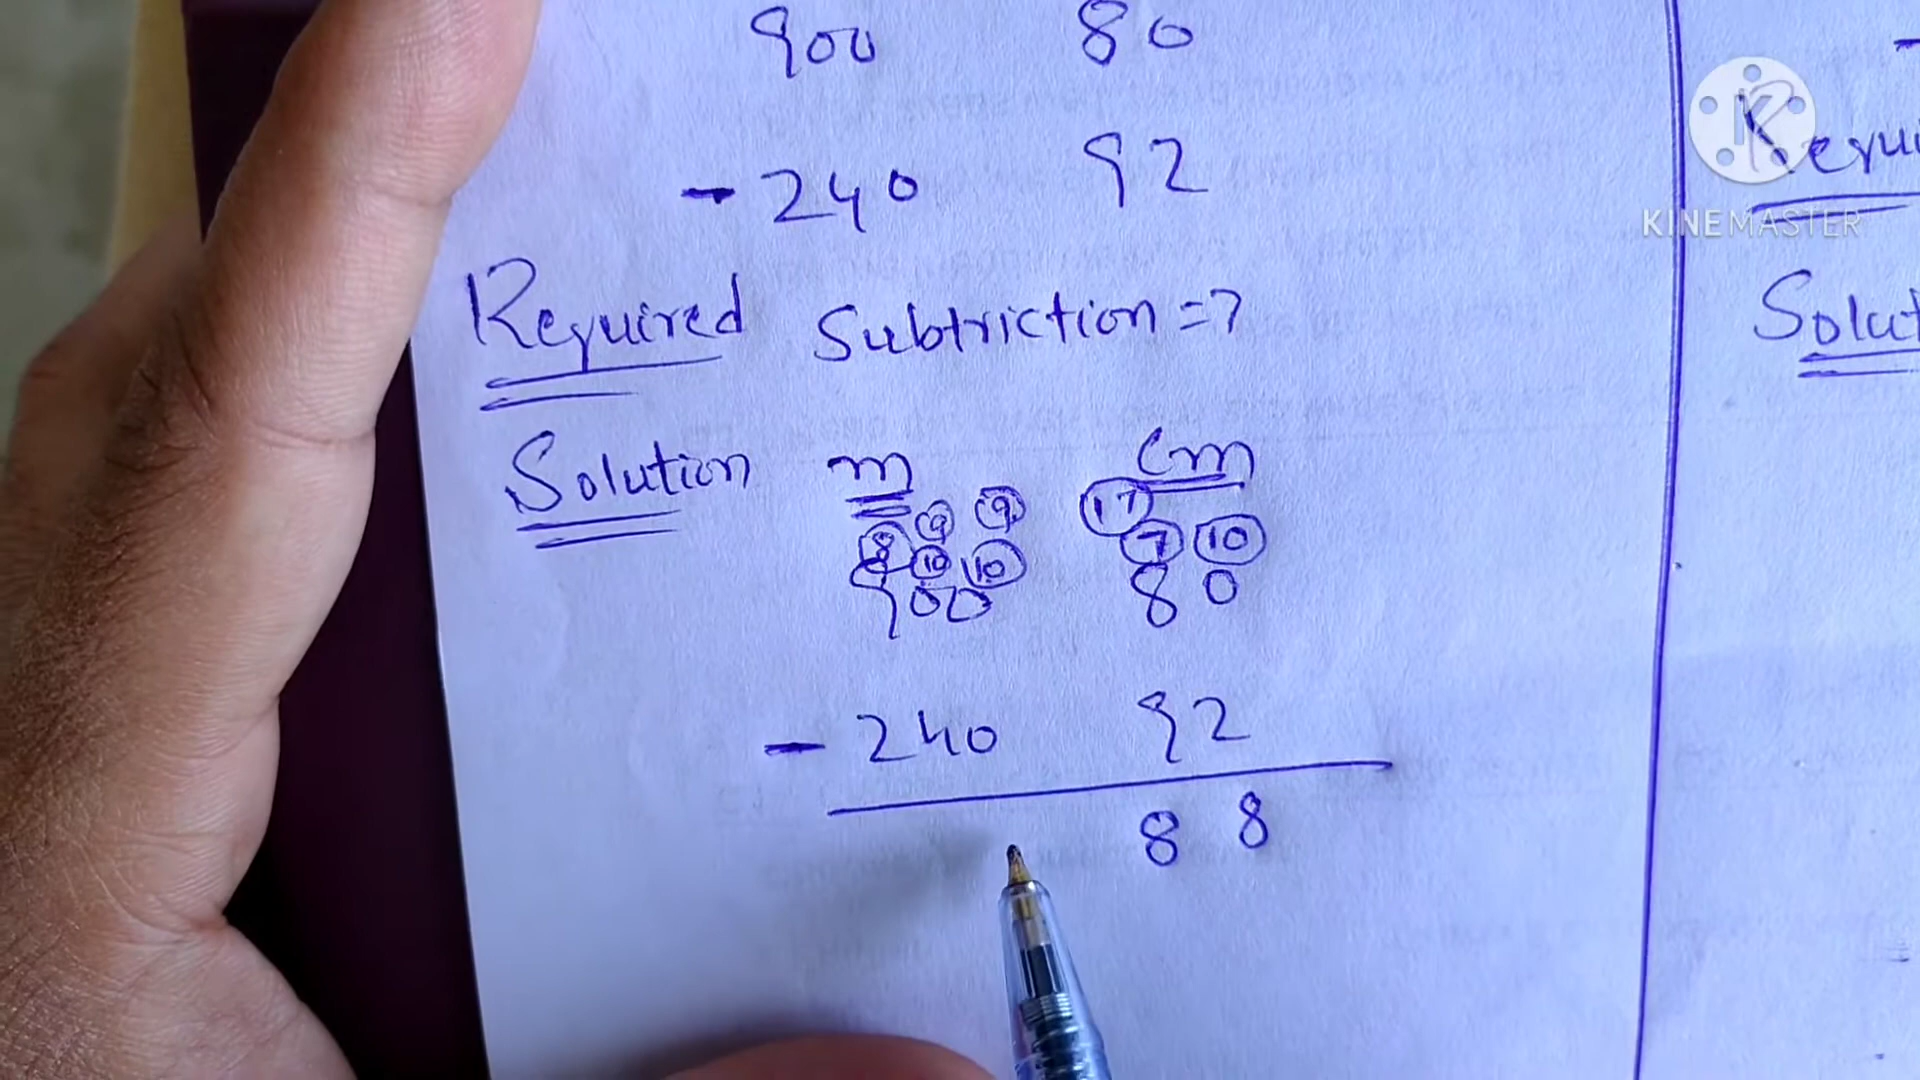 900 80
- 240 92
Required Subtriction = ?
Solution m cm
9 9 17
8 10 10 7 10
900 80
- 240 92
8 8
Solut
KINEMASTER